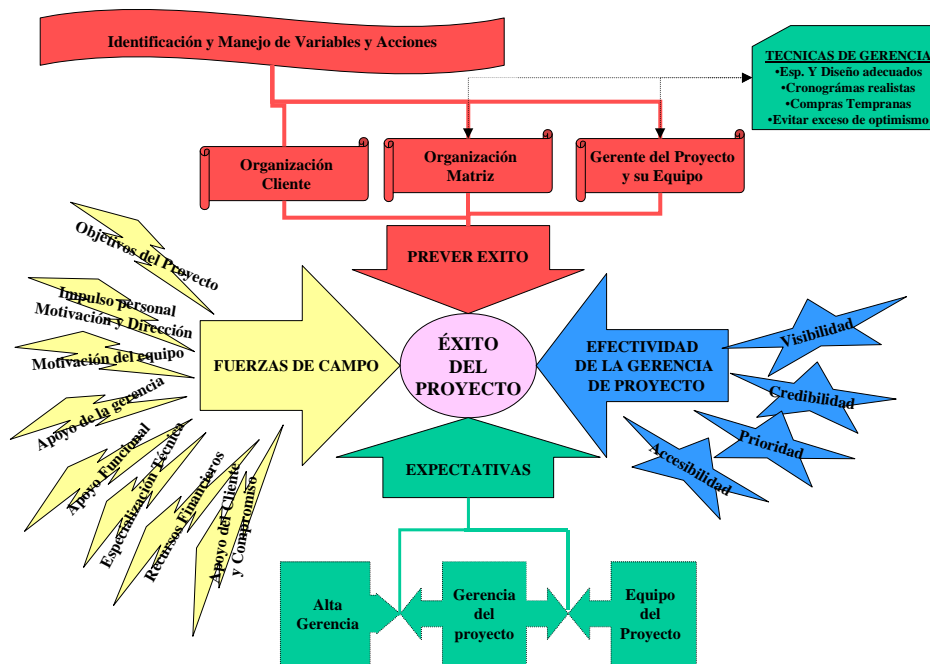 Identificación y Manejo de Variables y Acciones
TECNICAS DE GERENCIA
•Esp. Y Diseño adecuados
•Cronográmas realistas
•Compras Tempranas
•Evitar exceso de optimismo
Organización
Cliente
Organización
Matriz
Gerente del Proyecto
y su Equipo
PREVER EXITO
Objetivos del Proyecto
Impulso personal
Motivación y Dirección
Motivación del equipo
Apoyo de la gerencia
Apoyo Funcional
Especialización Técnica
Recursos Financieros
Apoyo del Cliente
y Compromiso
FUERZAS DE CAMPO
ÉXITO
DEL
PROYECTO
EFECTIVIDAD
DE LA GERENCIA
DE PROYECTO
Visibilidad
Credibilidad
Prioridad
Accesibilidad
EXPECTATIVAS
Alta
Gerencia
Gerencia
del
proyecto
Equipo
del
Proyecto